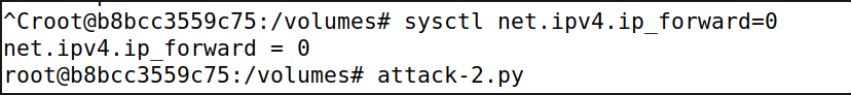 ^Croot@b8bcc3559c75:/volumes# sysctl net.ipv4.ip_forward=0
net.ipv4.ip_forward = 0
root@b8bcc3559c75:/volumes# attack-2.py